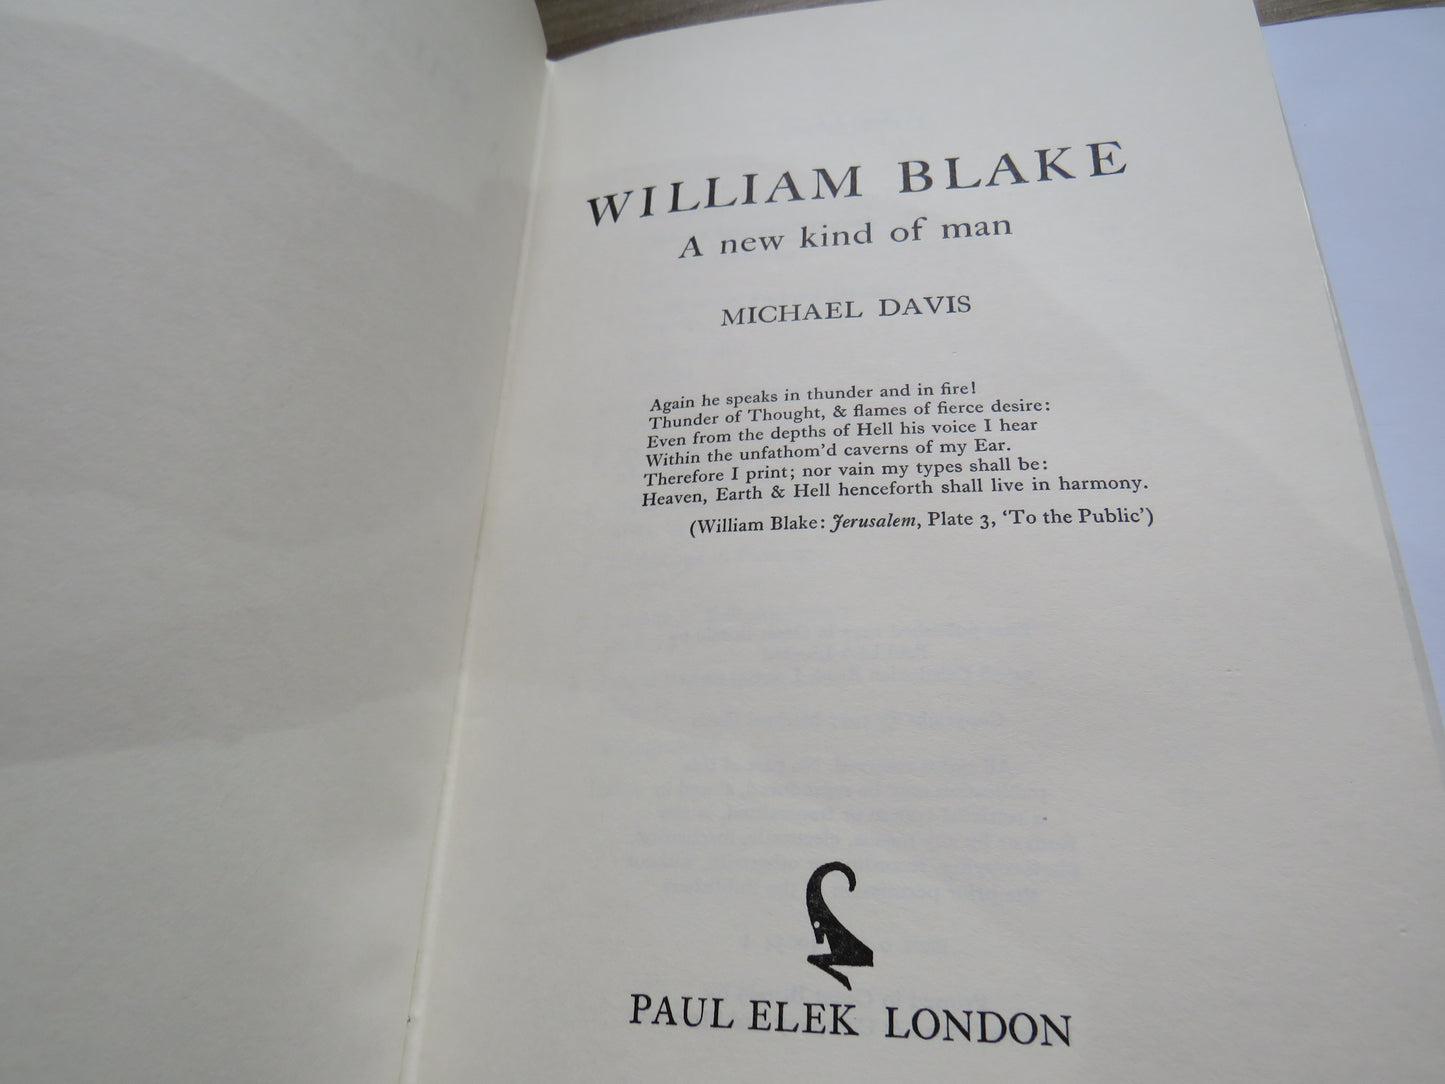 WILLIAM BLAKE
A new kind of man
MICHAEL DAVIS
Again he speaks in thunder and in fire!
Thunder of Thought, & flames of fierce desire:
Even from the depths of Hell his voice I hear
Within the unfathom'd caverns of my Ear.
Therefore I print; nor vain my types shall be:
Heaven, Earth & Hell henceforth shall live in harmony.
(William Blake: Jerusalem, Plate 3, 'To the Public')
PAUL ELEK LONDON